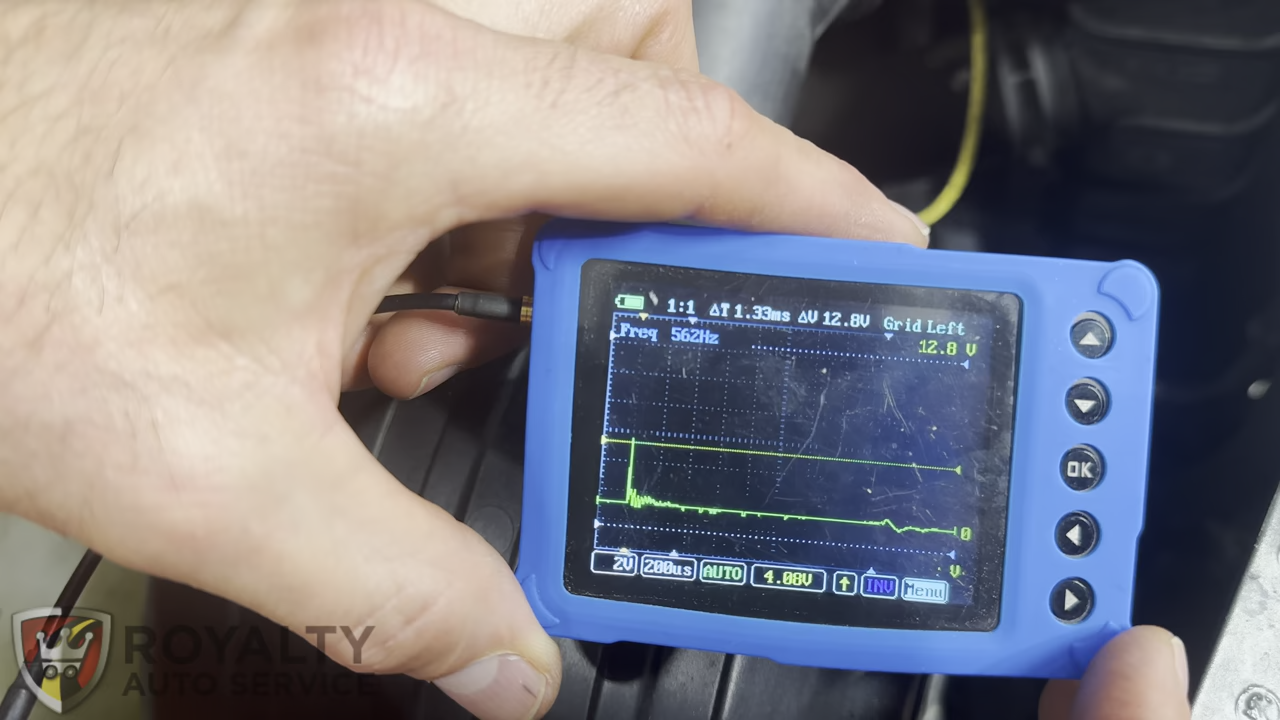 1:1 ΔT 1.33ms ΔV 12.8V Grid Left
Freq 562Hz
12.8 V
OK
0
V
2V 200us AUTO 4.08V ↑ INV Menu
ROYALTY
AUTO SERVICE